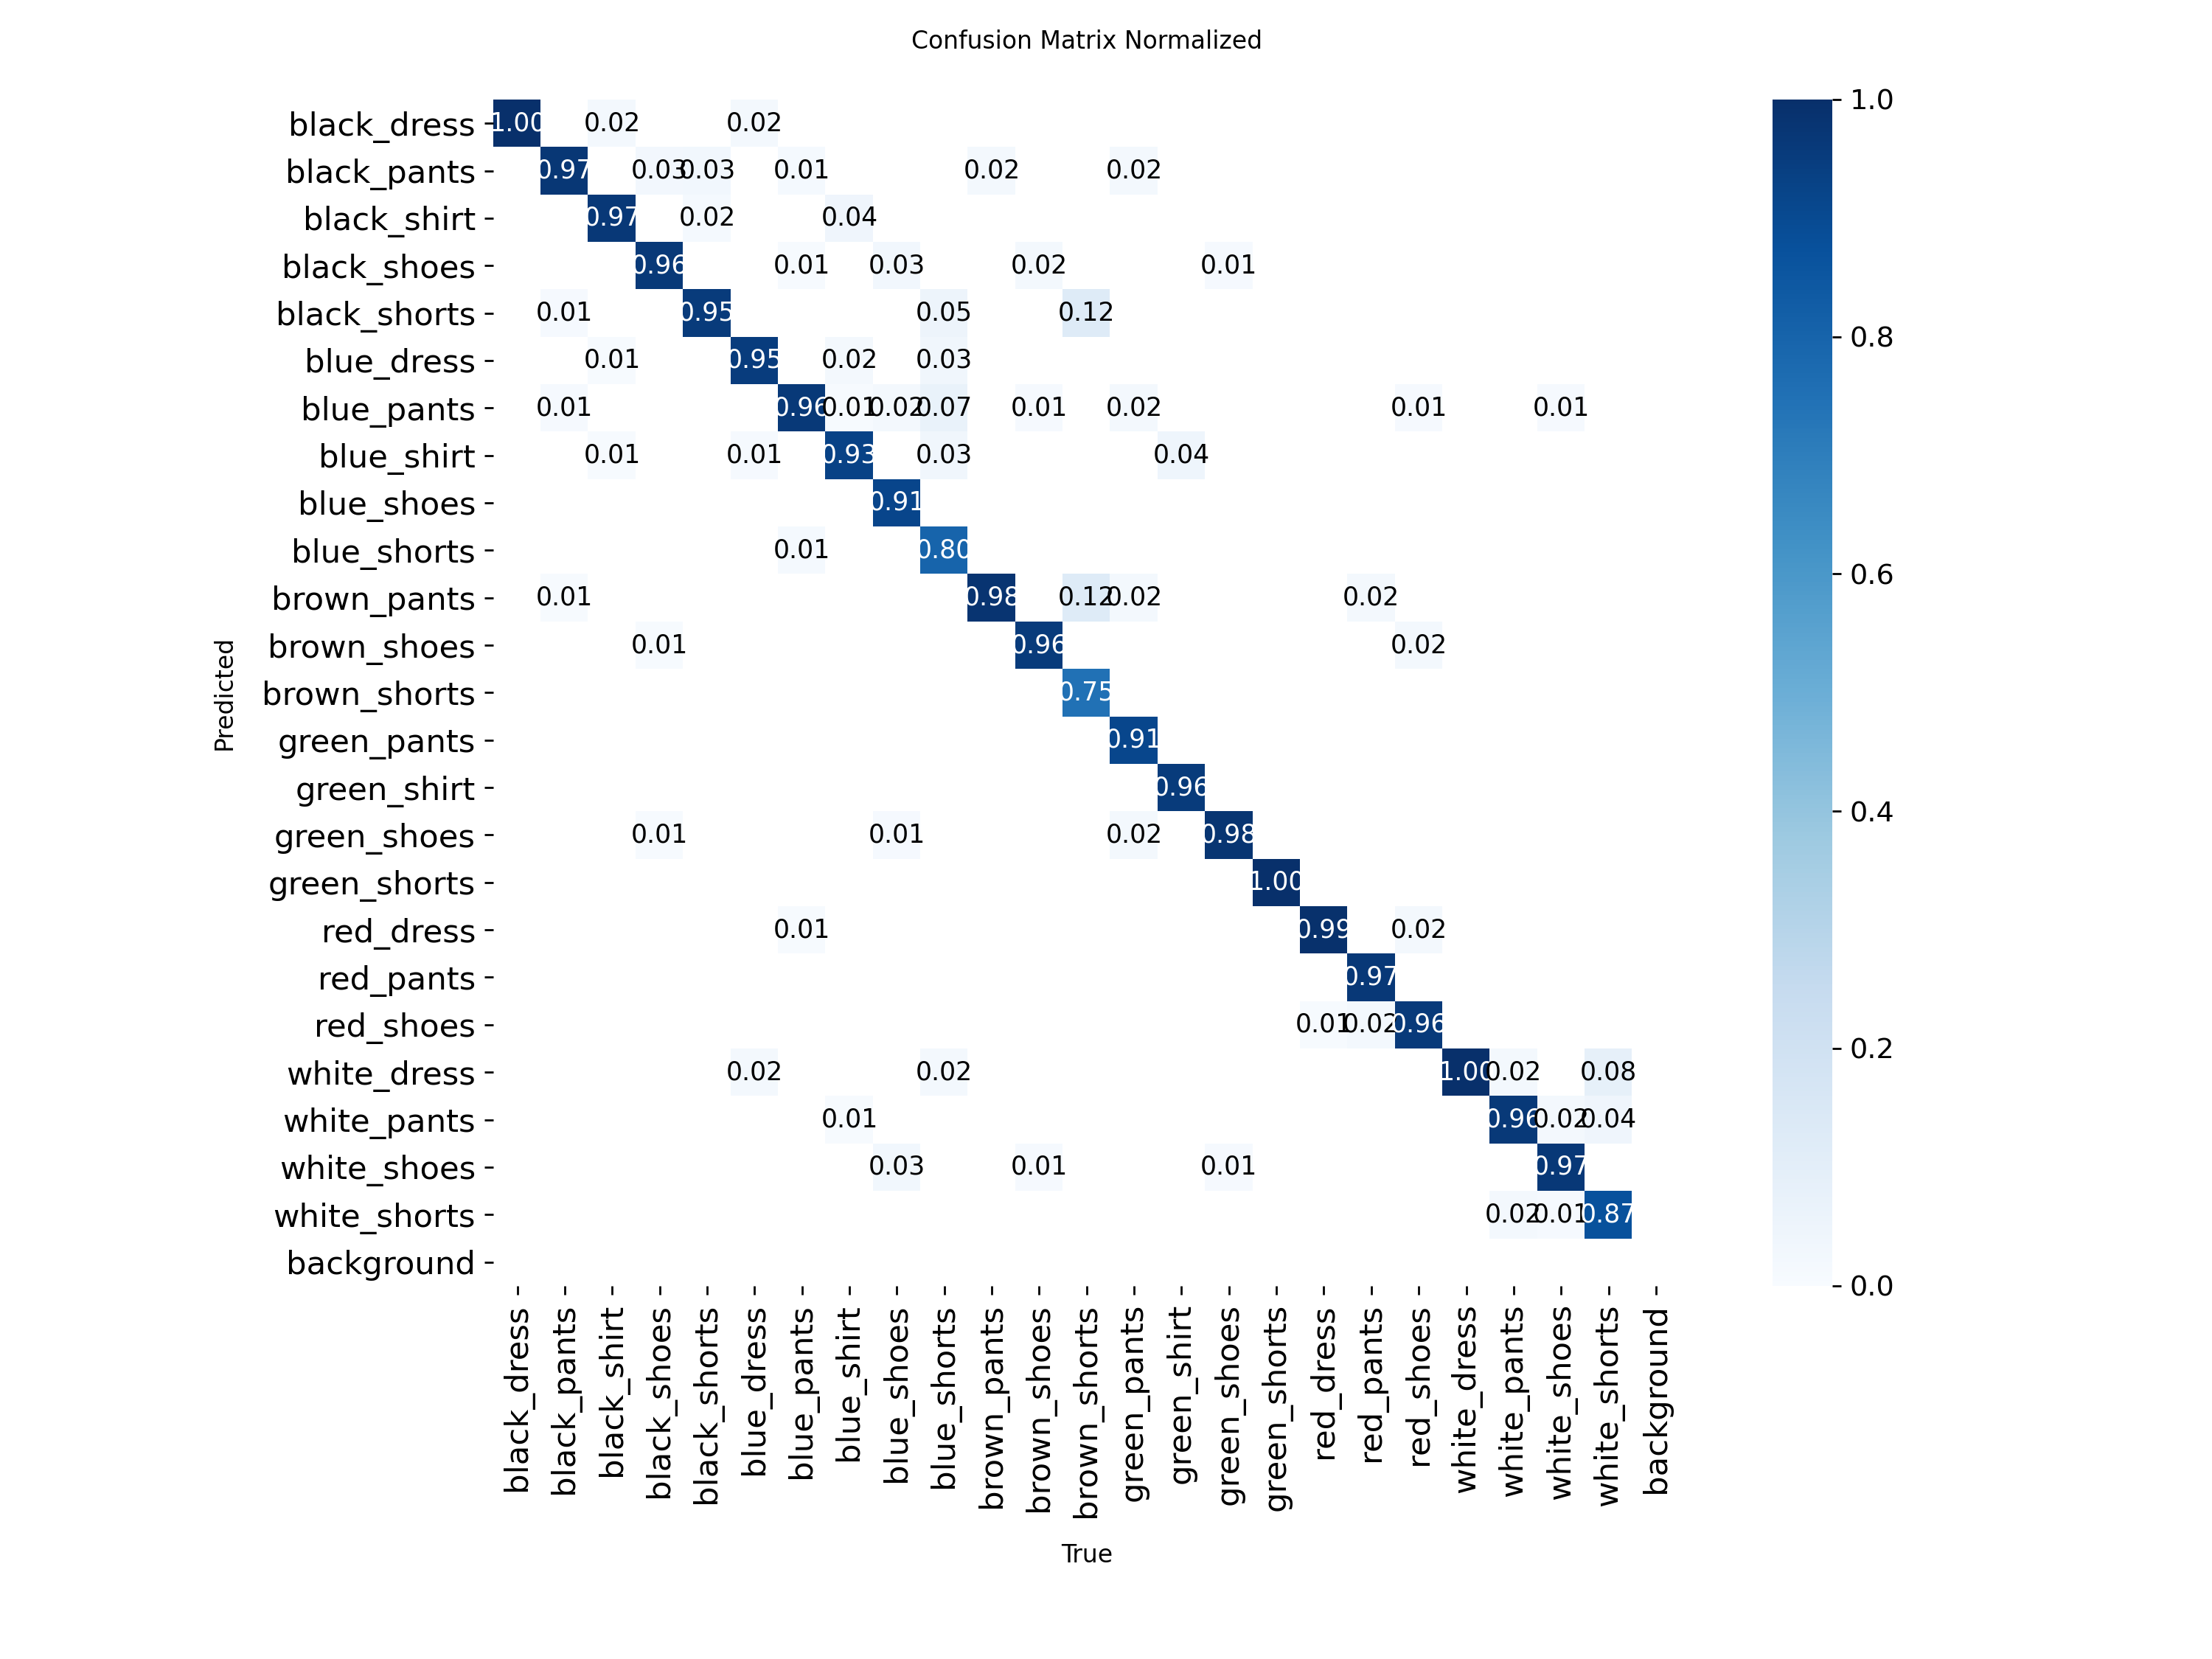 Confusion Matrix Normalized
black_dress 1.00 0.02 0.02
black_pants 0.97 0.03 0.03 0.01 0.02 0.02
black_shirt 0.97 0.02 0.04
black_shoes 0.96 0.01 0.03 0.02 0.01
black_shorts 0.01 0.95 0.05 0.12
blue_dress 0.01 0.95 0.02 0.03
blue_pants 0.01 0.96 0.01 0.02 0.07 0.01 0.02 0.01 0.01
blue_shirt 0.01 0.01 0.93 0.03 0.04
blue_shoes 0.91
blue_shorts 0.01 0.80
brown_pants 0.01 0.98 0.12 0.02 0.02
brown_shoes 0.01 0.96 0.02
brown_shorts 0.75
green_pants 0.91
green_shirt 0.96
green_shoes 0.01 0.01 0.02 0.98
green_shorts 1.00
red_dress 0.01 0.99 0.02
red_pants 0.97
red_shoes 0.01 0.02 0.96
white_dress 0.02 0.02 1.00 0.02 0.08
white_pants 0.01 0.96 0.02 0.04
white_shoes 0.03 0.01 0.01 0.97
white_shorts 0.02 0.01 0.87
background
Predicted
black_dress
black_pants
black_shirt
black_shoes
black_shorts
blue_dress
blue_pants
blue_shirt
blue_shoes
blue_shorts
brown_pants
brown_shoes
brown_shorts
green_pants
green_shirt
green_shoes
green_shorts
red_dress
red_pants
red_shoes
white_dress
white_pants
white_shoes
white_shorts
background
True
1.0
0.8
0.6
0.4
0.2
0.0